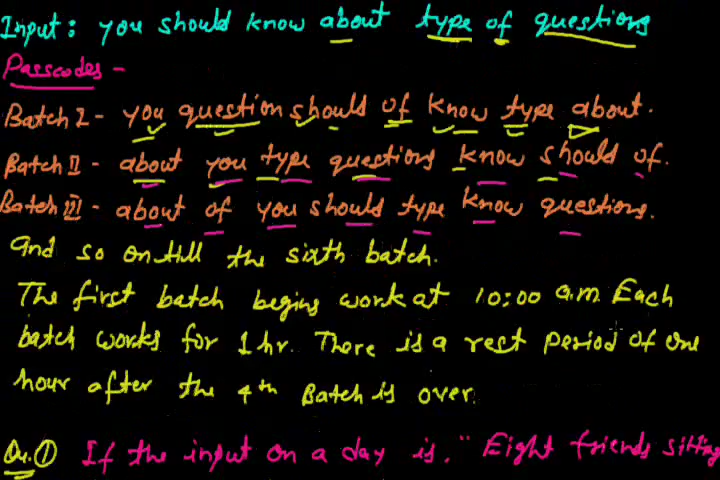 Input: you should know about type of questions
Passcodes -
Batch I - you question should of know type about.
Batch II - about you type questions know should of.
Batch III - about of you should type know questions.
And so on till the sixth batch.
The first batch begins work at 10:00 a.m. Each
batch works for 1 hr. There is a rest period of one
hour after the 4th Batch is over.
Qu.① If the input on a day is. " Eight friends sitting